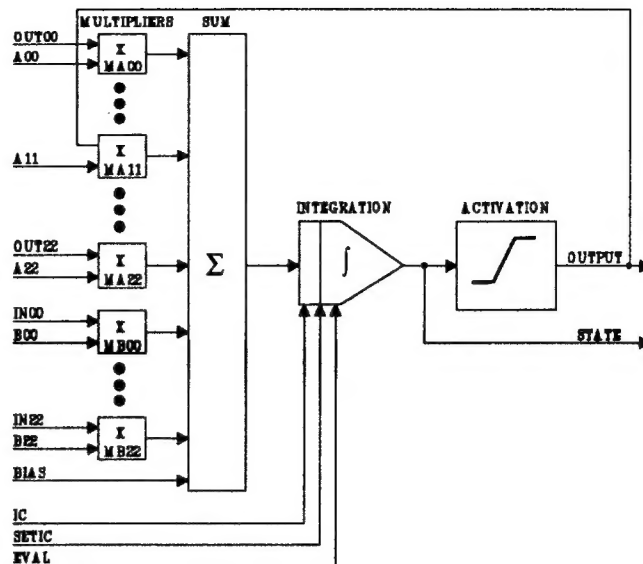 MULTIPLIERS
SUM
OUT00
A00
X
MA00
A11
X
MA11
INTEGRATION
ACTIVATION
OUT22
A22
X
MA22
Σ
∫
OUTPUT
IN00
B00
X
MB00
STATE
IN22
B22
X
MB22
BIAS
IC
SETIC
EVAL